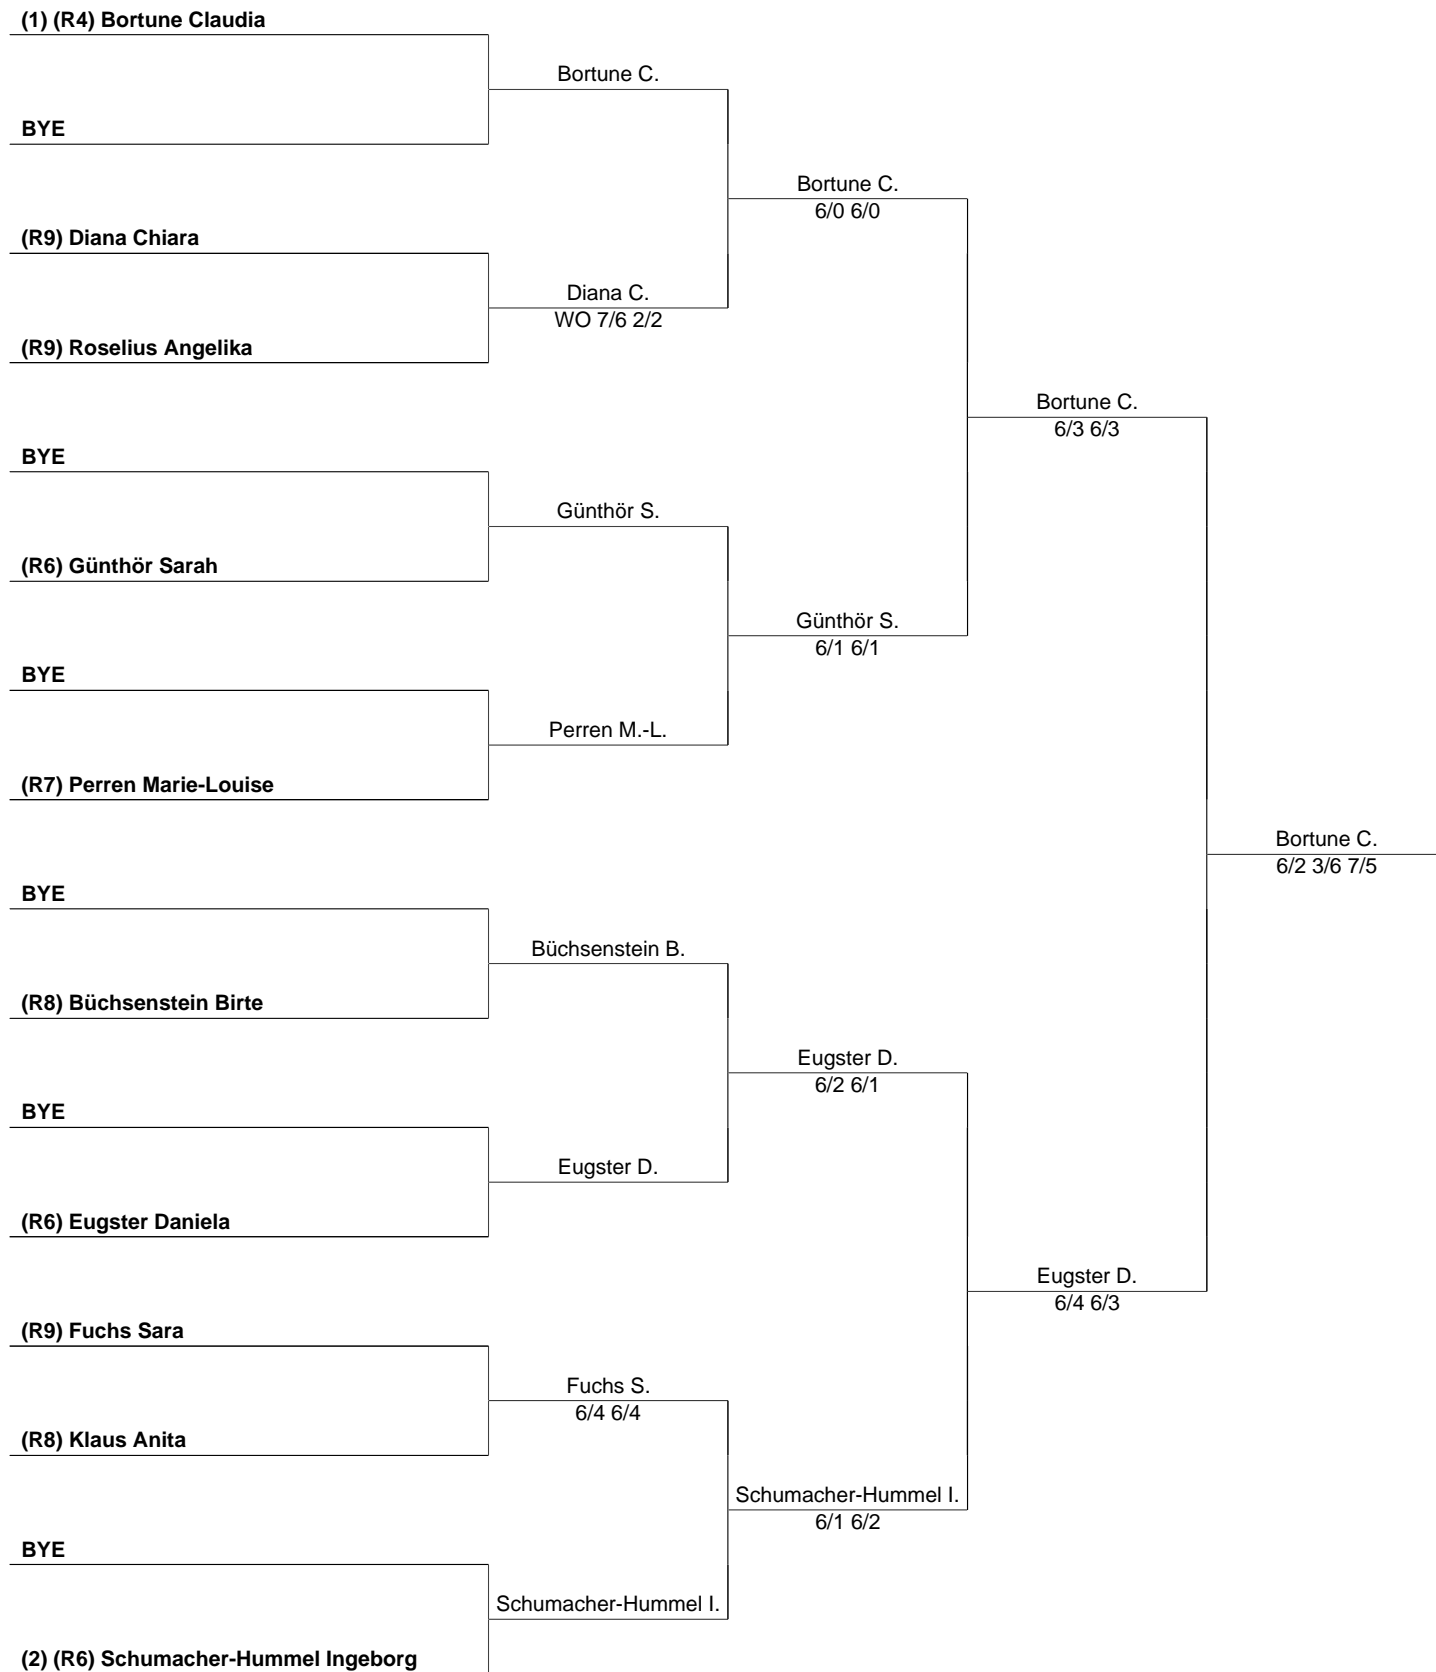 (1) (R4) Bortune Claudia
Bortune C.
BYE
Bortune C.
6/0 6/0
(R9) Diana Chiara
Diana C.
WO 7/6 2/2
(R9) Roselius Angelika
Bortune C.
6/3 6/3
BYE
Günthör S.
(R6) Günthör Sarah
Günthör S.
6/1 6/1
BYE
Perren M.-L.
(R7) Perren Marie-Louise
Bortune C.
6/2 3/6 7/5
BYE
Büchsenstein B.
(R8) Büchsenstein Birte
Eugster D.
6/2 6/1
BYE
Eugster D.
(R6) Eugster Daniela
Eugster D.
6/4 6/3
(R9) Fuchs Sara
Fuchs S.
6/4 6/4
(R8) Klaus Anita
Schumacher-Hummel I.
6/1 6/2
BYE
Schumacher-Hummel I.
(2) (R6) Schumacher-Hummel Ingeborg